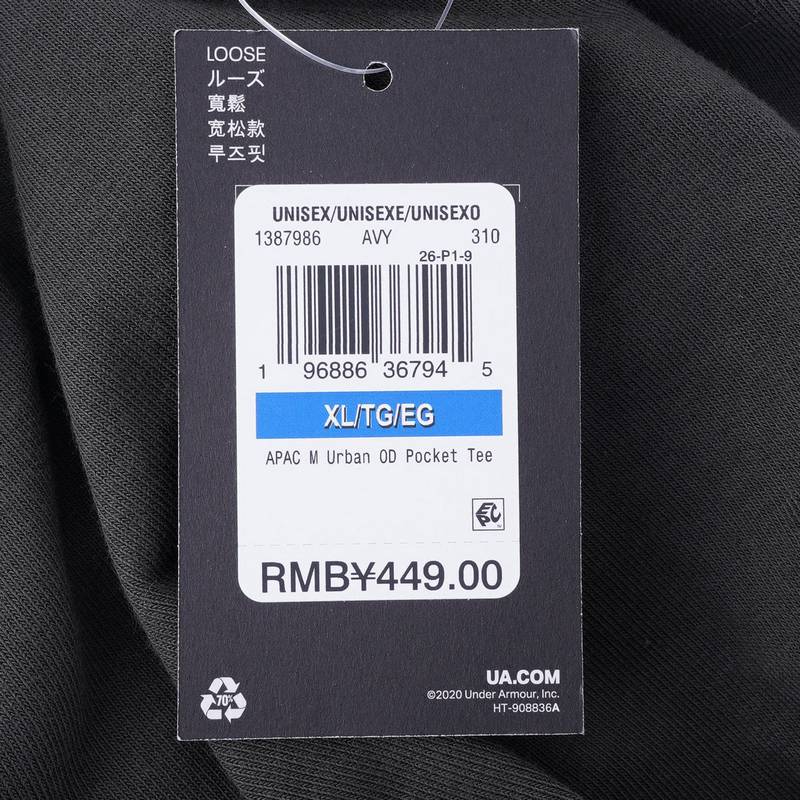 LOOSE
ルーズ
寬鬆
宽松款
루즈핏
UNISEX/UNISEXE/UNISEXO
1387986 AVY 310
26-P1-9
1 96886 36794 5
XL/TG/EG
APAC M Urban OD Pocket Tee
EPC
RMB¥449.00
70%
UA.COM
©2020 Under Armour, Inc.
HT-908836A